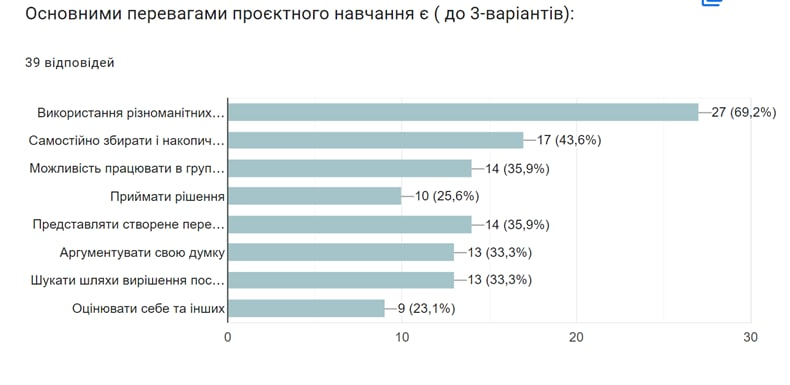 Основними перевагами проєктного навчання є ( до 3-варіантів):
39 відповідей
Використання різноманітних… 27 (69,2%)
Самостійно збирати і накопич… 17 (43,6%)
Можливість працювати в груп… 14 (35,9%)
Приймати рішення 10 (25,6%)
Представляти створене пере… 14 (35,9%)
Аргументувати свою думку 13 (33,3%)
Шукати шляхи вирішення пос… 13 (33,3%)
Оцінювати себе та інших 9 (23,1%)
0 10 20 30